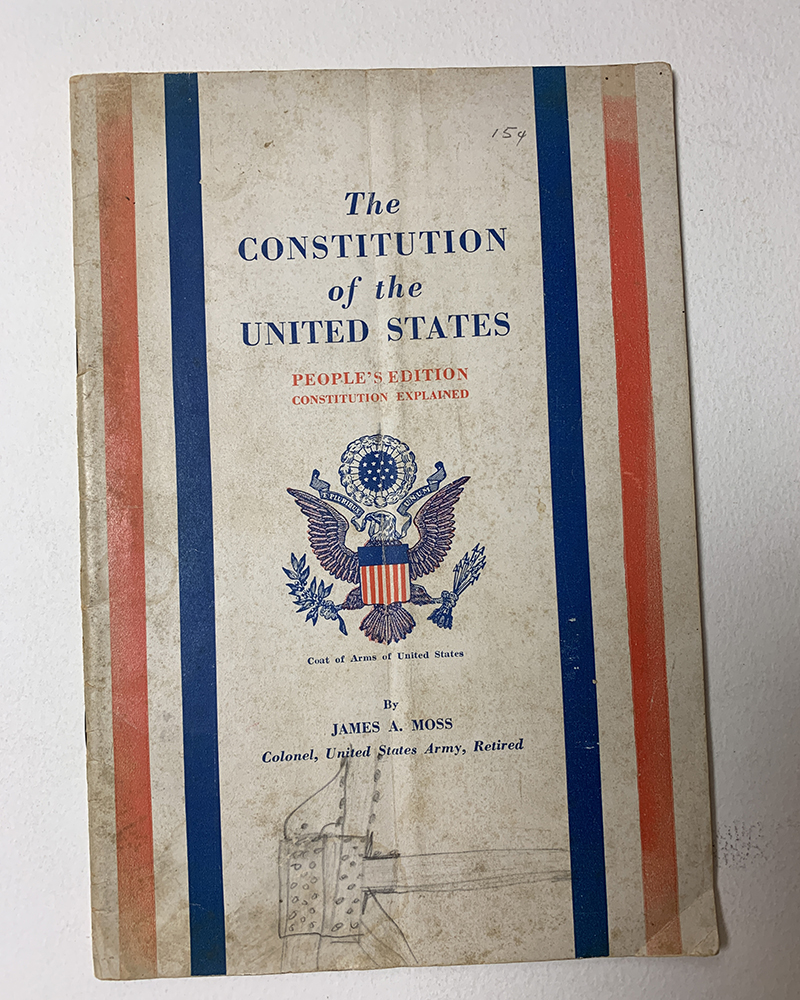 154
The
CONSTITUTION
of the
UNITED STATES
PEOPLE'S EDITION
CONSTITUTION EXPLAINED
E PLURIBUS UNUM
Coat of Arms of United States
By
JAMES A. MOSS
Colonel, United States Army, Retired